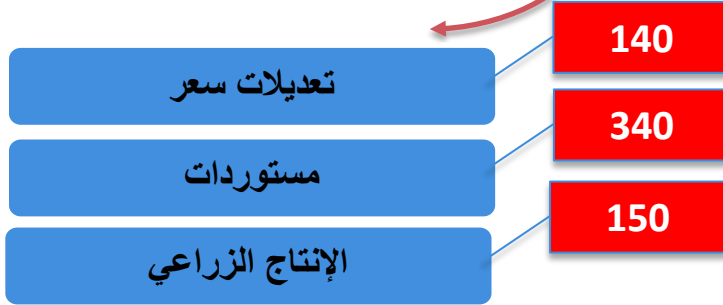 140
تعديلات سعر
340
مستوردات
150
الإنتاج الزراعي